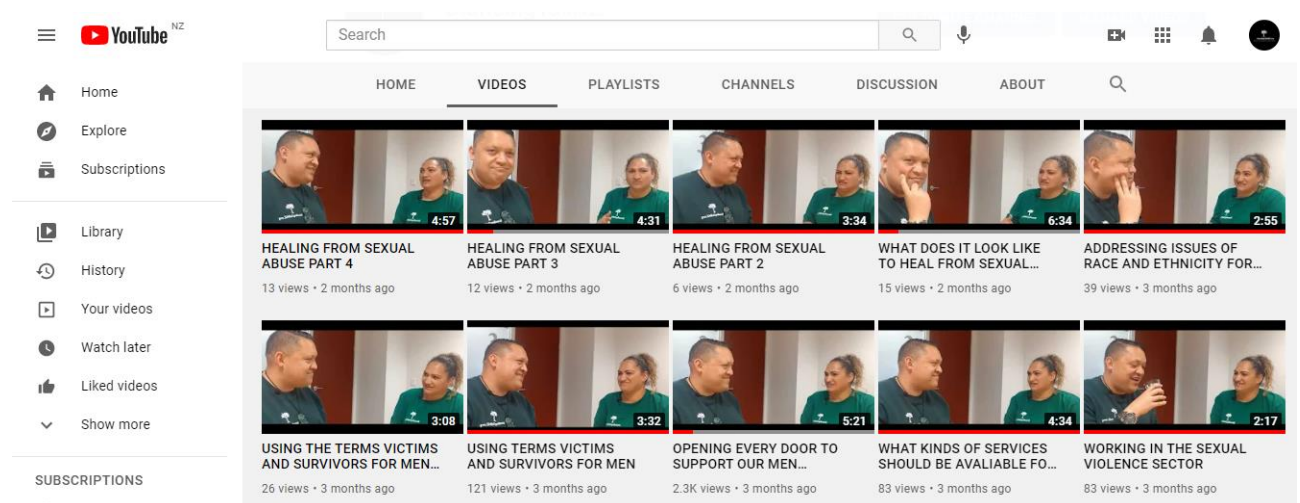 YouTube NZ
Search
Home
Explore
Subscriptions
Library
History
Your videos
Watch later
Liked videos
Show more
SUBSCRIPTIONS
HOME VIDEOS PLAYLISTS CHANNELS DISCUSSION ABOUT
4:57
HEALING FROM SEXUAL
ABUSE PART 4
13 views • 2 months ago
4:31
HEALING FROM SEXUAL
ABUSE PART 3
12 views • 2 months ago
3:34
HEALING FROM SEXUAL
ABUSE PART 2
6 views • 2 months ago
6:34
WHAT DOES IT LOOK LIKE
TO HEAL FROM SEXUAL...
15 views • 2 months ago
2:55
ADDRESSING ISSUES OF
RACE AND ETHNICITY FOR...
39 views • 3 months ago
3:08
USING THE TERMS VICTIMS
AND SURVIVORS FOR MEN...
26 views • 3 months ago
3:32
USING TERMS VICTIMS
AND SURVIVORS FOR MEN
121 views • 3 months ago
5:21
OPENING EVERY DOOR TO
SUPPORT OUR MEN...
2.3K views • 3 months ago
4:34
WHAT KINDS OF SERVICES
SHOULD BE AVALIABLE FO...
83 views • 3 months ago
2:17
WORKING IN THE SEXUAL
VIOLENCE SECTOR
83 views • 3 months ago